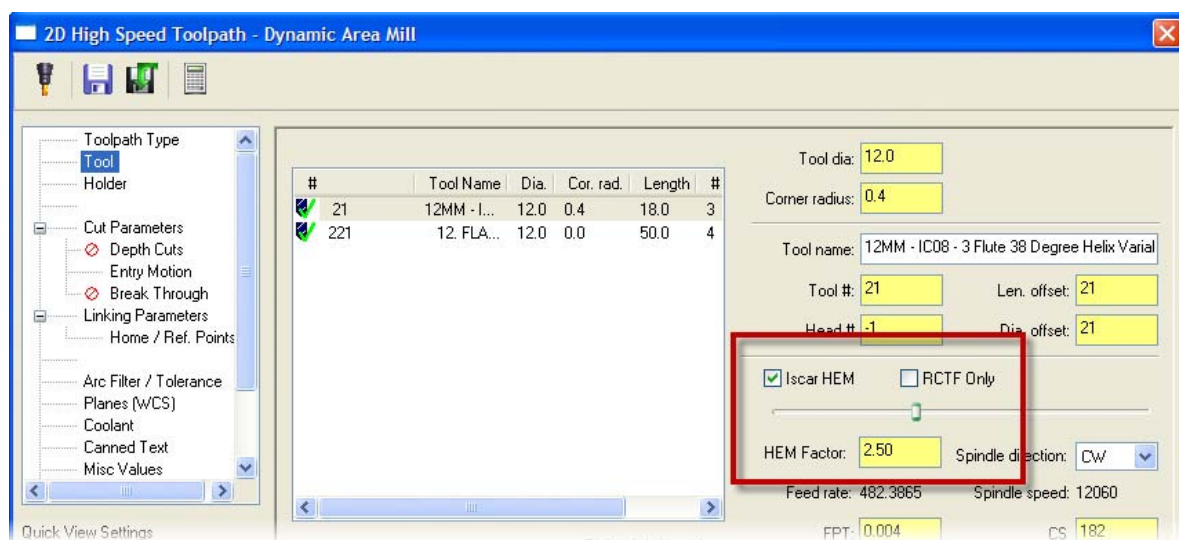 2D High Speed Toolpath - Dynamic Area Mill
Toolpath Type
Tool
Holder
Cut Parameters
Depth Cuts
Entry Motion
Break Through
Linking Parameters
Home / Ref. Points
Arc Filter / Tolerance
Planes (WCS)
Coolant
Canned Text
Misc Values
Quick View Settings
# Tool Name Dia. Cor. rad. Length #
21 12MM - I... 12.0 0.4 18.0 3
221 12. FLA... 12.0 0.0 50.0 4
Tool dia: 12.0
Corner radius: 0.4
Tool name: 12MM - IC08 - 3 Flute 38 Degree Helix Varial
Tool #: 21 Len. offset: 21
Head # -1 Dia. offset: 21
Iscar HEM RCTF Only
HEM Factor: 2.50 Spindle direction: CW
Feed rate: 482.3865 Spindle speed: 12060
FPT: 0.004 CS 182